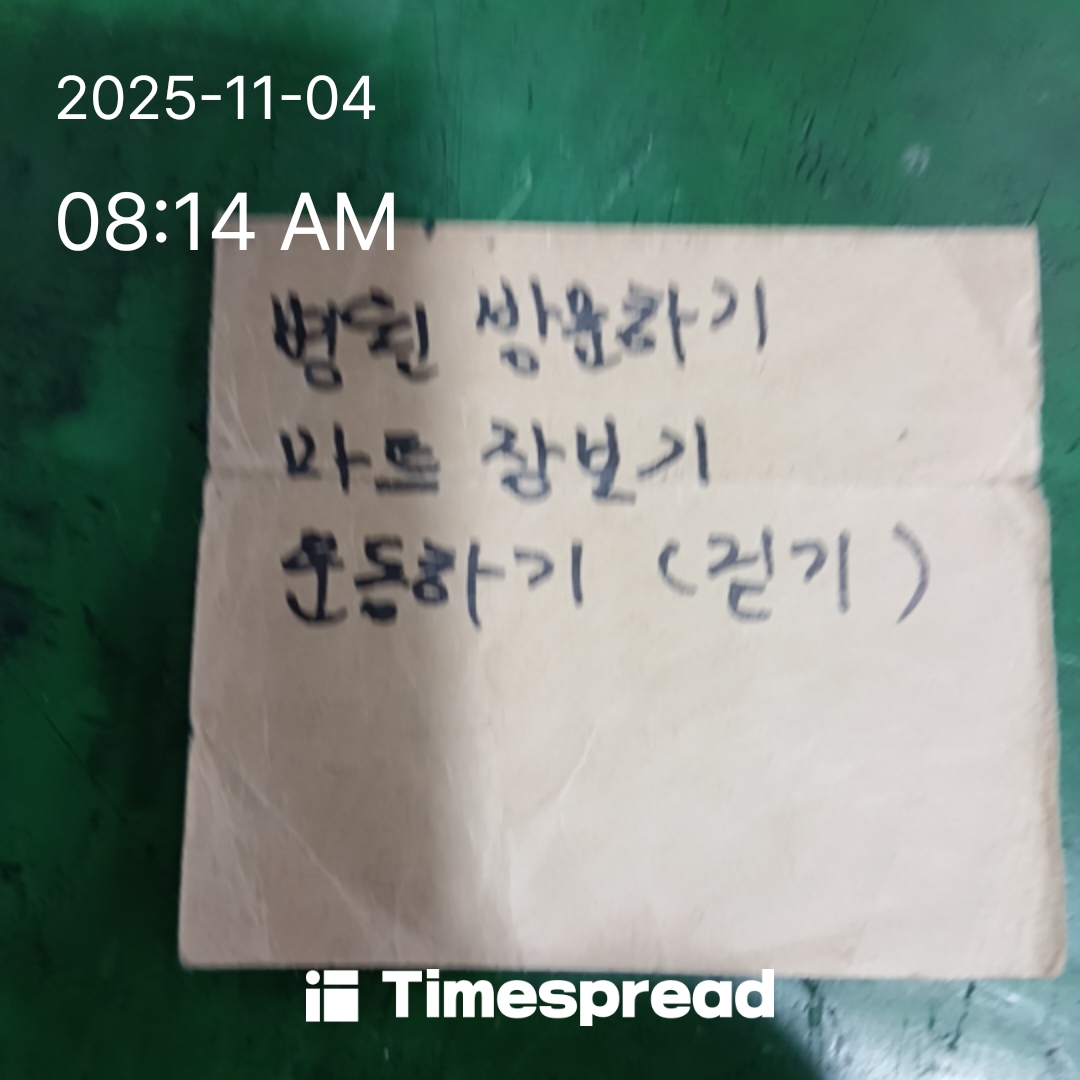 2025-11-04
08:14 AM
병원 방문하기
마트 장보기
운동하기 (걷기)
Timespread